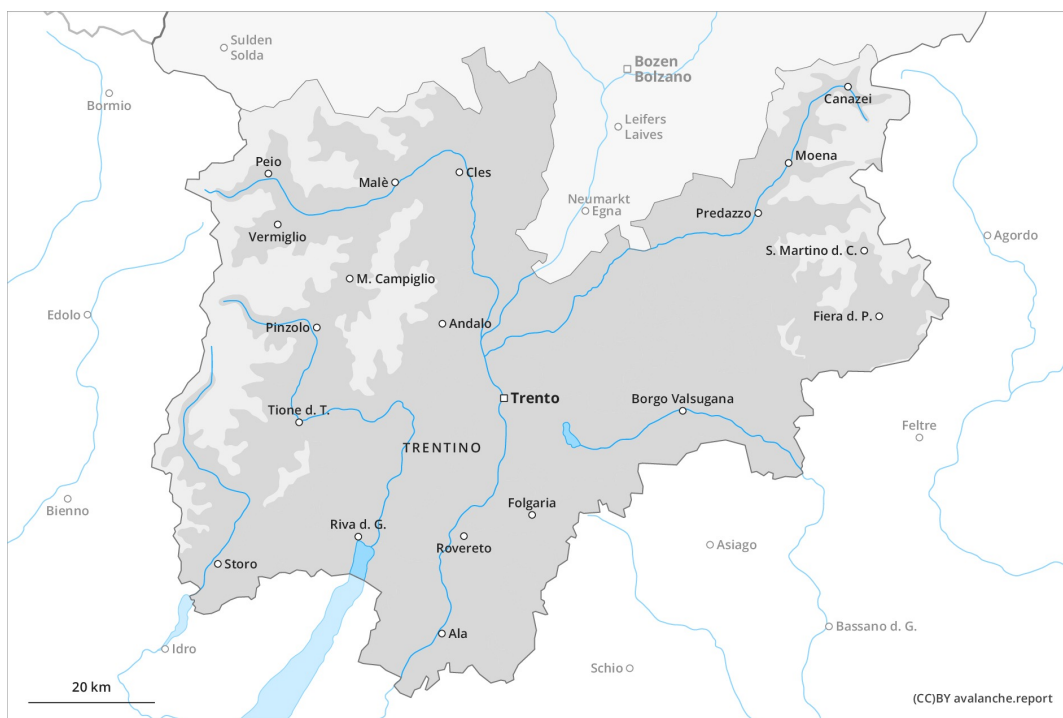 Sulden
Solda
Bozen
Bolzano
Bormio
Canazei
Leifers
Laives
Moena
Peio
Malè
Cles
Neumarkt
Egna
Predazzo
Vermiglio
Agordo
S. Martino d. C.
M. Campiglio
Edolo
Pinzolo
Andalo
Fiera d. P.
Trento
Borgo Valsugana
Tione d. T.
Feltre
TRENTINO
Bienno
Folgaria
Riva d. G.
Rovereto
Asiago
Storo
Bassano d. G.
Ala
Idro
Schio
20 km
(CC)BY avalanche.report